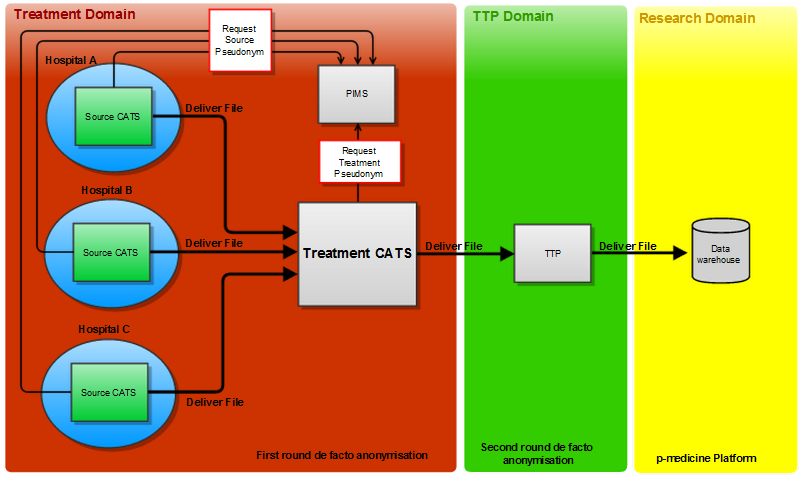 Treatment Domain
TTP Domain
Research Domain
Request
Source
Pseudonym
Hospital A
Source CATS
Deliver File
PIMS
Request
Treatment
Pseudonym
Hospital B
Source CATS
Deliver File
Treatment CATS
Deliver File
TTP
Deliver File
Data
warehouse
Hospital C
Source CATS
Deliver File
First round de facto anonymisation
Second round de facto
anonymisation
p-medicine Platform